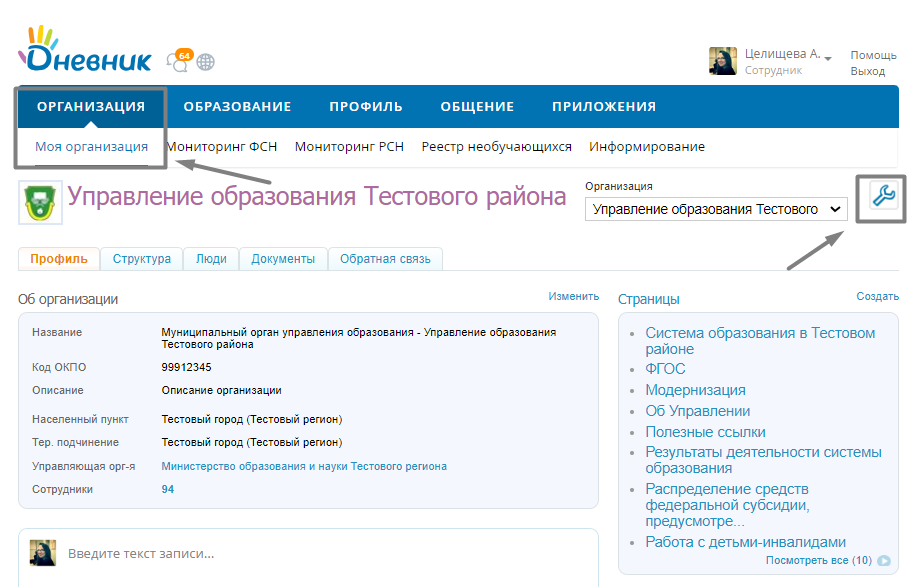 Дневник
64
Целищева А.
Сотрудник
Помощь
Выход
ОРГАНИЗАЦИЯ ОБРАЗОВАНИЕ ПРОФИЛЬ ОБЩЕНИЕ ПРИЛОЖЕНИЯ
Моя организация Мониторинг ФСН Мониторинг РСН Реестр необучающихся Информирование
Управление образования Тестового района
Организация
Управление образования Тестового
Профиль Структура Люди Документы Обратная связь
Об организации Изменить
Название Муниципальный орган управления образования - Управление образования
Тестового района
Код ОКПО 99912345
Описание Описание организации
Населенный пункт Тестовый город (Тестовый регион)
Тер. подчинение Тестовый город (Тестовый регион)
Управляющая орг-я Министерство образования и науки Тестового региона
Сотрудники 94
Введите текст записи...
Страницы Создать
Система образования в Тестовом
районе
ФГОС
Модернизация
Об Управлении
Полезные ссылки
Результаты деятельности системы
образования
Распределение средств
федеральной субсидии,
предусмотре...
Работа с детьми-инвалидами
Посмотреть все (10)